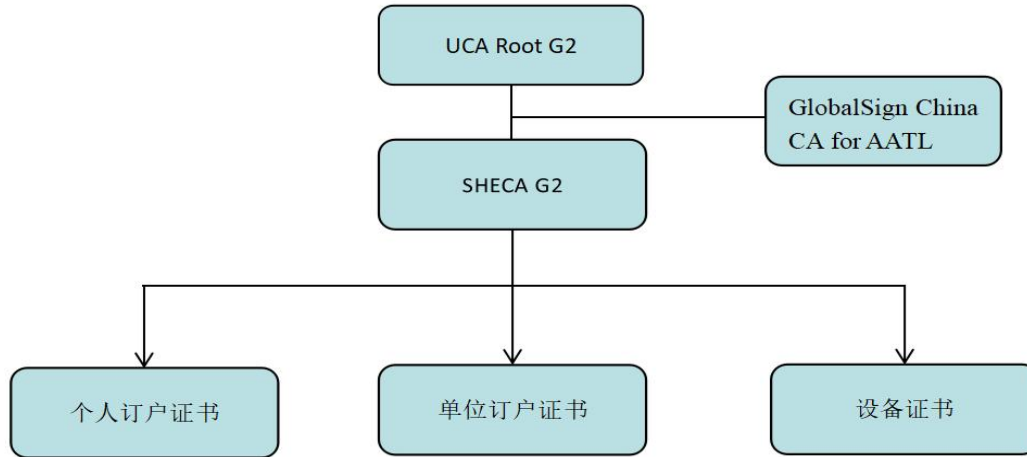 UCA Root G2
GlobalSign China
CA for AATL
SHECA G2
个人订户证书
单位订户证书
设备证书